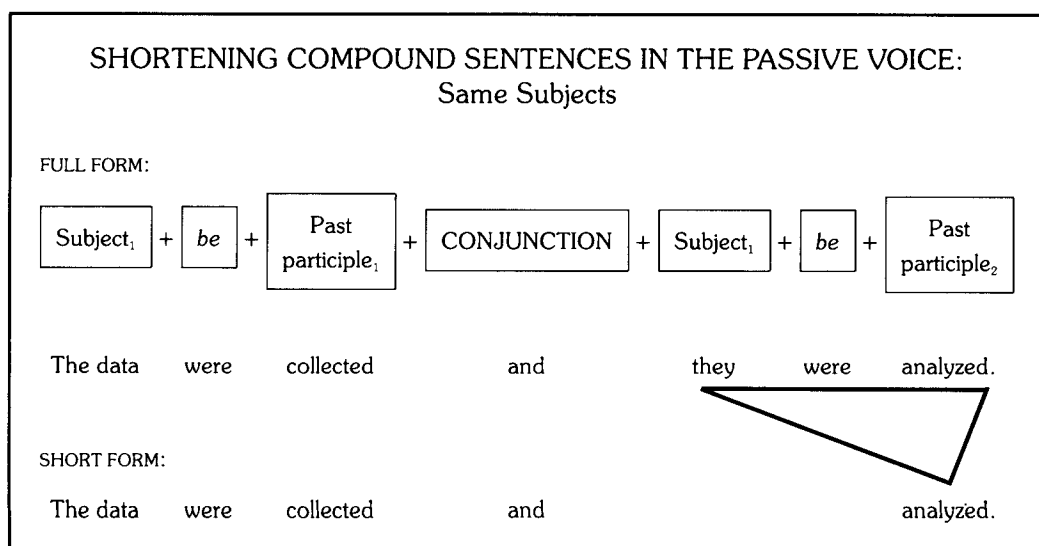 SHORTENING COMPOUND SENTENCES IN THE PASSIVE VOICE:
Same Subjects
FULL FORM:
Subject₁ + be + Past participle₁ + CONJUNCTION + Subject₁ + be + Past participle₂
The data were collected and they were analyzed.
SHORT FORM:
The data were collected and analyzed.